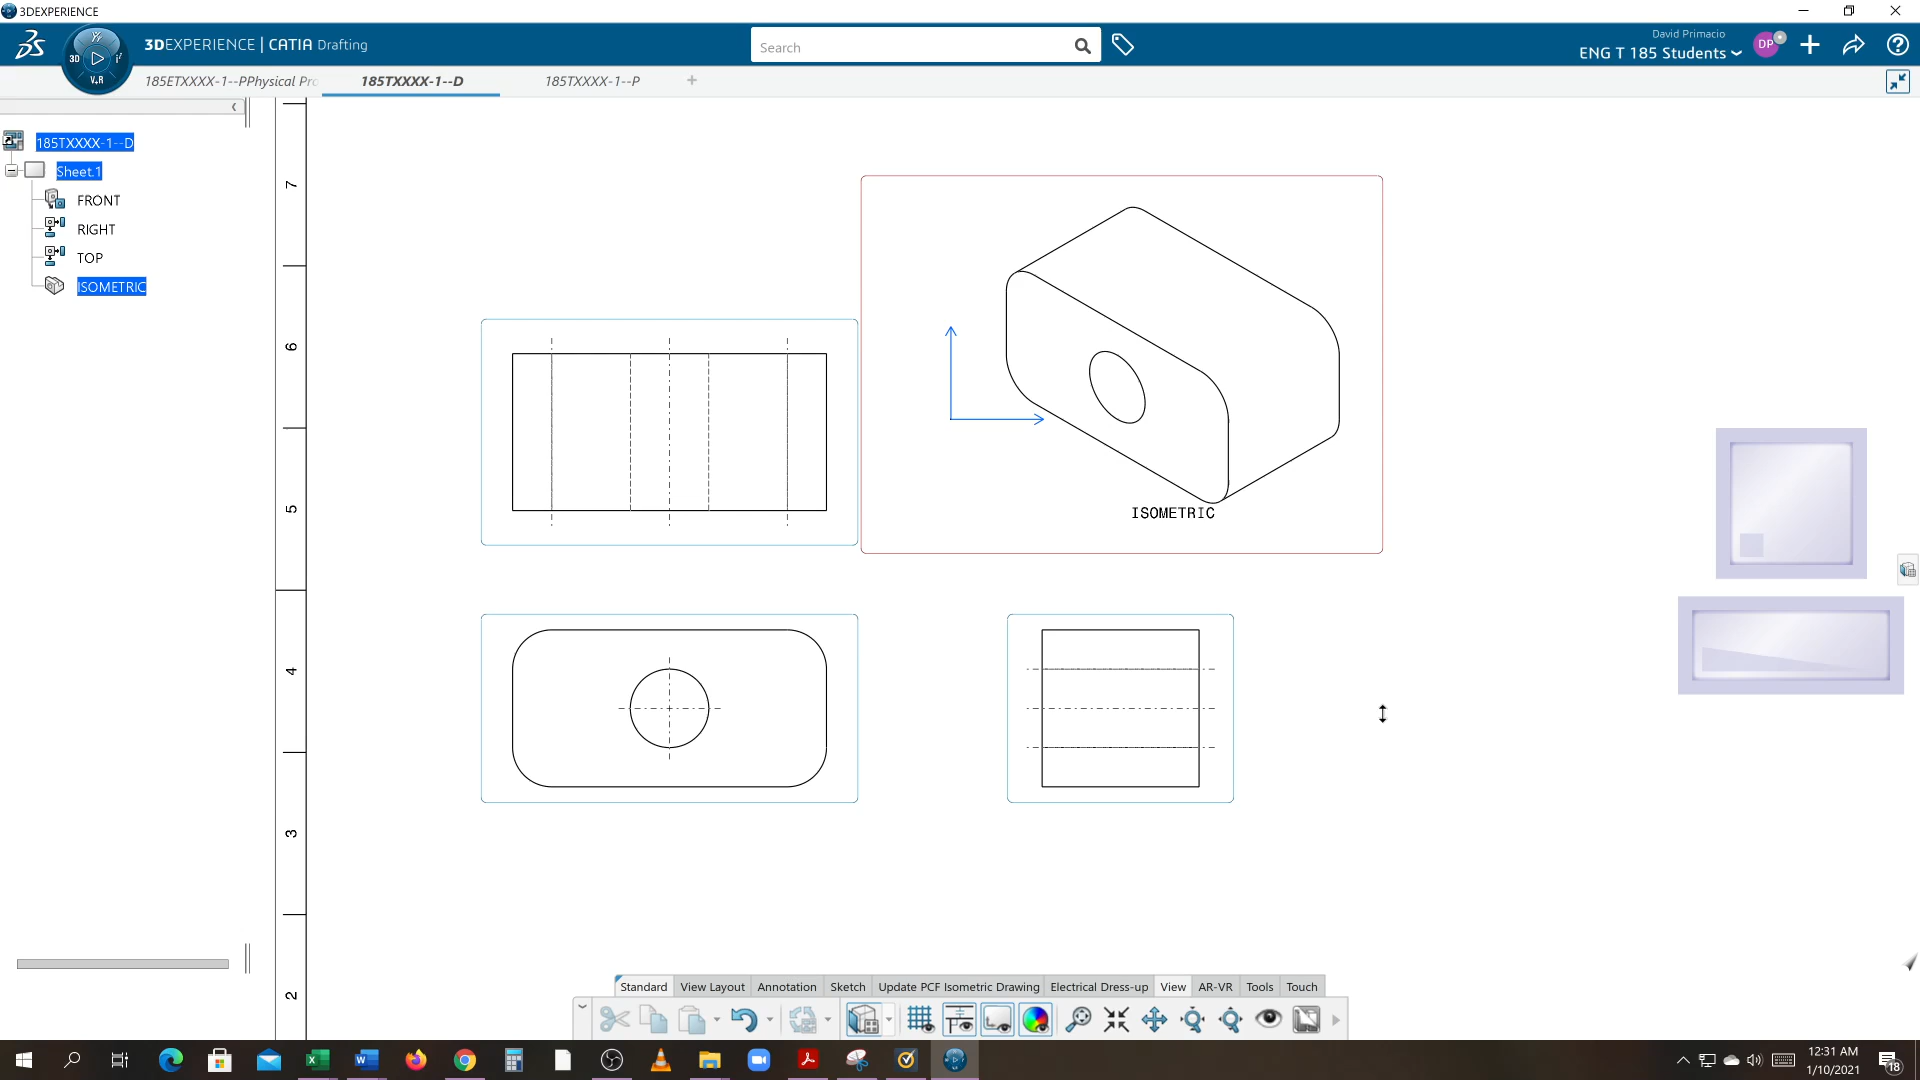 3DEXPERIENCE
3DEXPERIENCE | CATIA Drafting
3D
V+R
Search
David Primacio
ENG T 185 Students
DP
185ETXXXX-1--PPhysical Pro
185TXXXX-1--D
185TXXXX-1--P
185TXXXX-1--D
Sheet.1
FRONT
RIGHT
TOP
ISOMETRIC
7
6
5
4
3
2
ISOMETRIC
Standard
View Layout
Annotation
Sketch
Update PCF Isometric Drawing
Electrical Dress-up
View
AR-VR
Tools
Touch
12:31 AM
1/10/2021
18